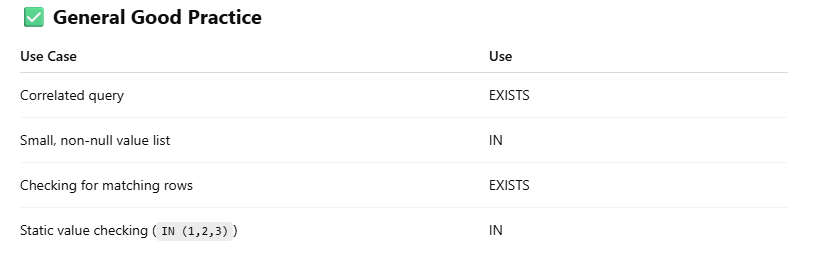 ✅ General Good Practice
Use Case Use
Correlated query EXISTS
Small, non-null value list IN
Checking for matching rows EXISTS
Static value checking ( IN (1,2,3) ) IN